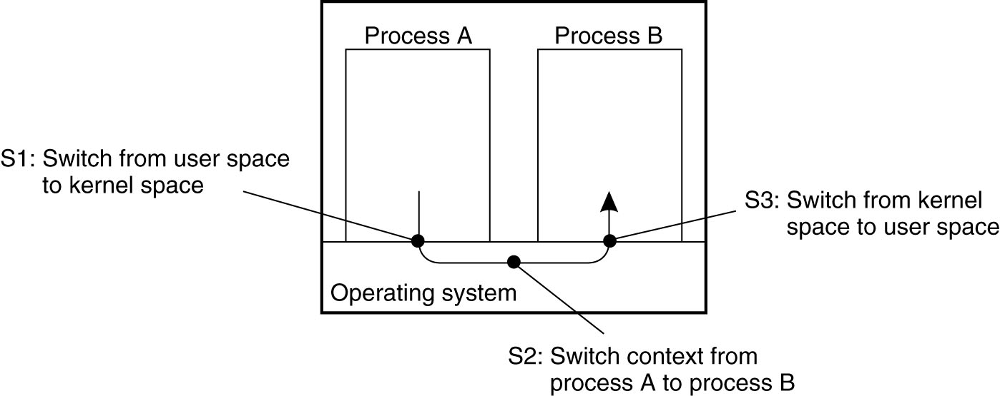 Process A
Process B
S1: Switch from user space
to kernel space
S3: Switch from kernel
space to user space
Operating system
S2: Switch context from
process A to process B